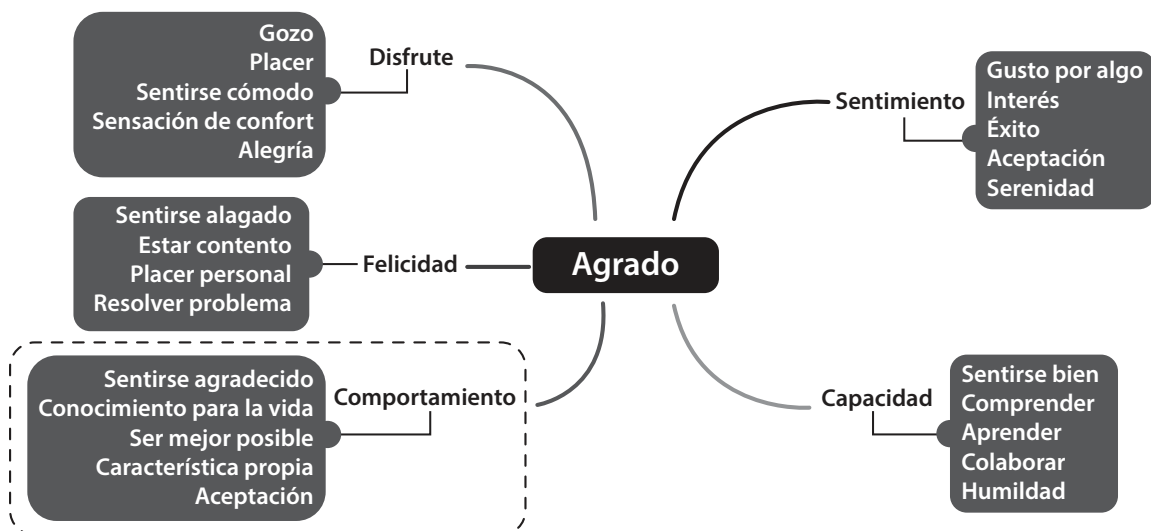 Gozo
Placer
Sentirse cómodo
Sensación de confort
Alegría
Disfrute
Sentirse alagado
Estar contento
Placer personal
Resolver problema
Felicidad
Sentirse agradecido
Conocimiento para la vida
Ser mejor posible
Característica propia
Aceptación
Comportamiento
Agrado
Sentimiento
Gusto por algo
Interés
Éxito
Aceptación
Serenidad
Capacidad
Sentirse bien
Comprender
Aprender
Colaborar
Humildad